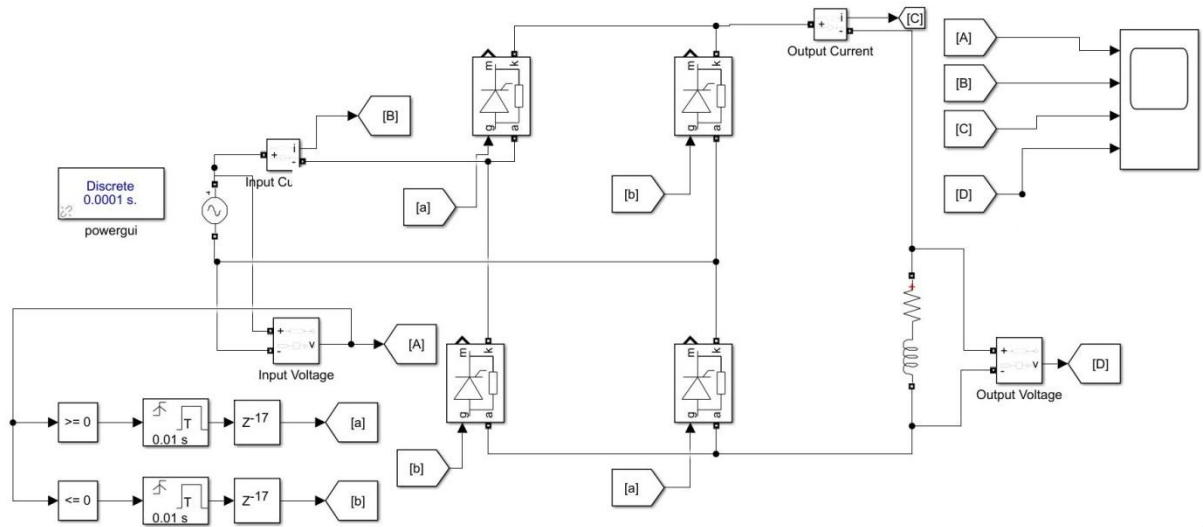 Discrete
0.0001 s.
powergui
+
i
-
Input Cu
[B]
m
k
g
a
[a]
m
k
g
a
[b]
+
i
-
Output Current
[C]
[A]
[B]
[C]
[D]
+
-
v
Input Voltage
[A]
>= 0
T
0.01 s
Z-17
[a]
<= 0
T
0.01 s
Z-17
[b]
m
k
g
a
[b]
m
k
g
a
[a]
+
+
-
v
Output Voltage
[D]